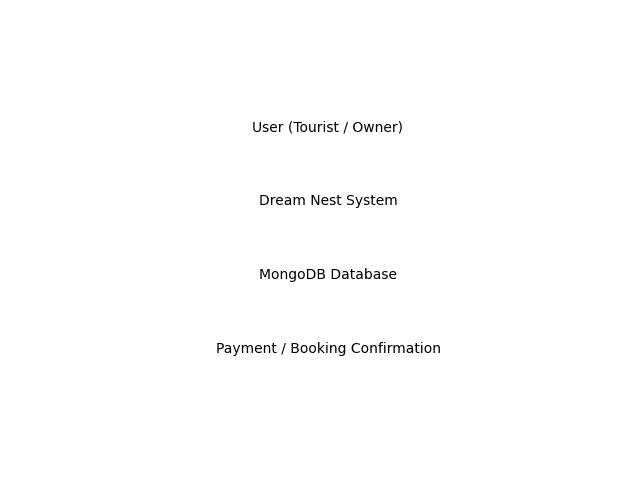 User (Tourist / Owner)
Dream Nest System
MongoDB Database
Payment / Booking Confirmation